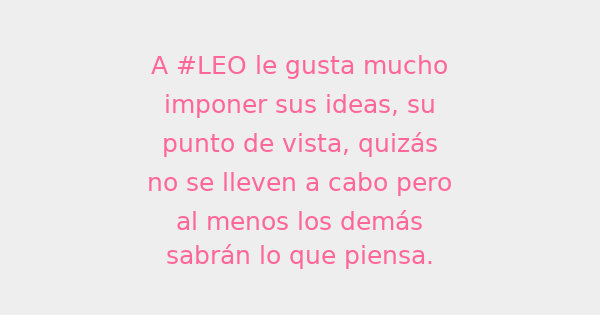 A #LEO le gusta mucho
imponer sus ideas, su
punto de vista, quizás
no se lleven a cabo pero
al menos los demás
sabrán lo que piensa.